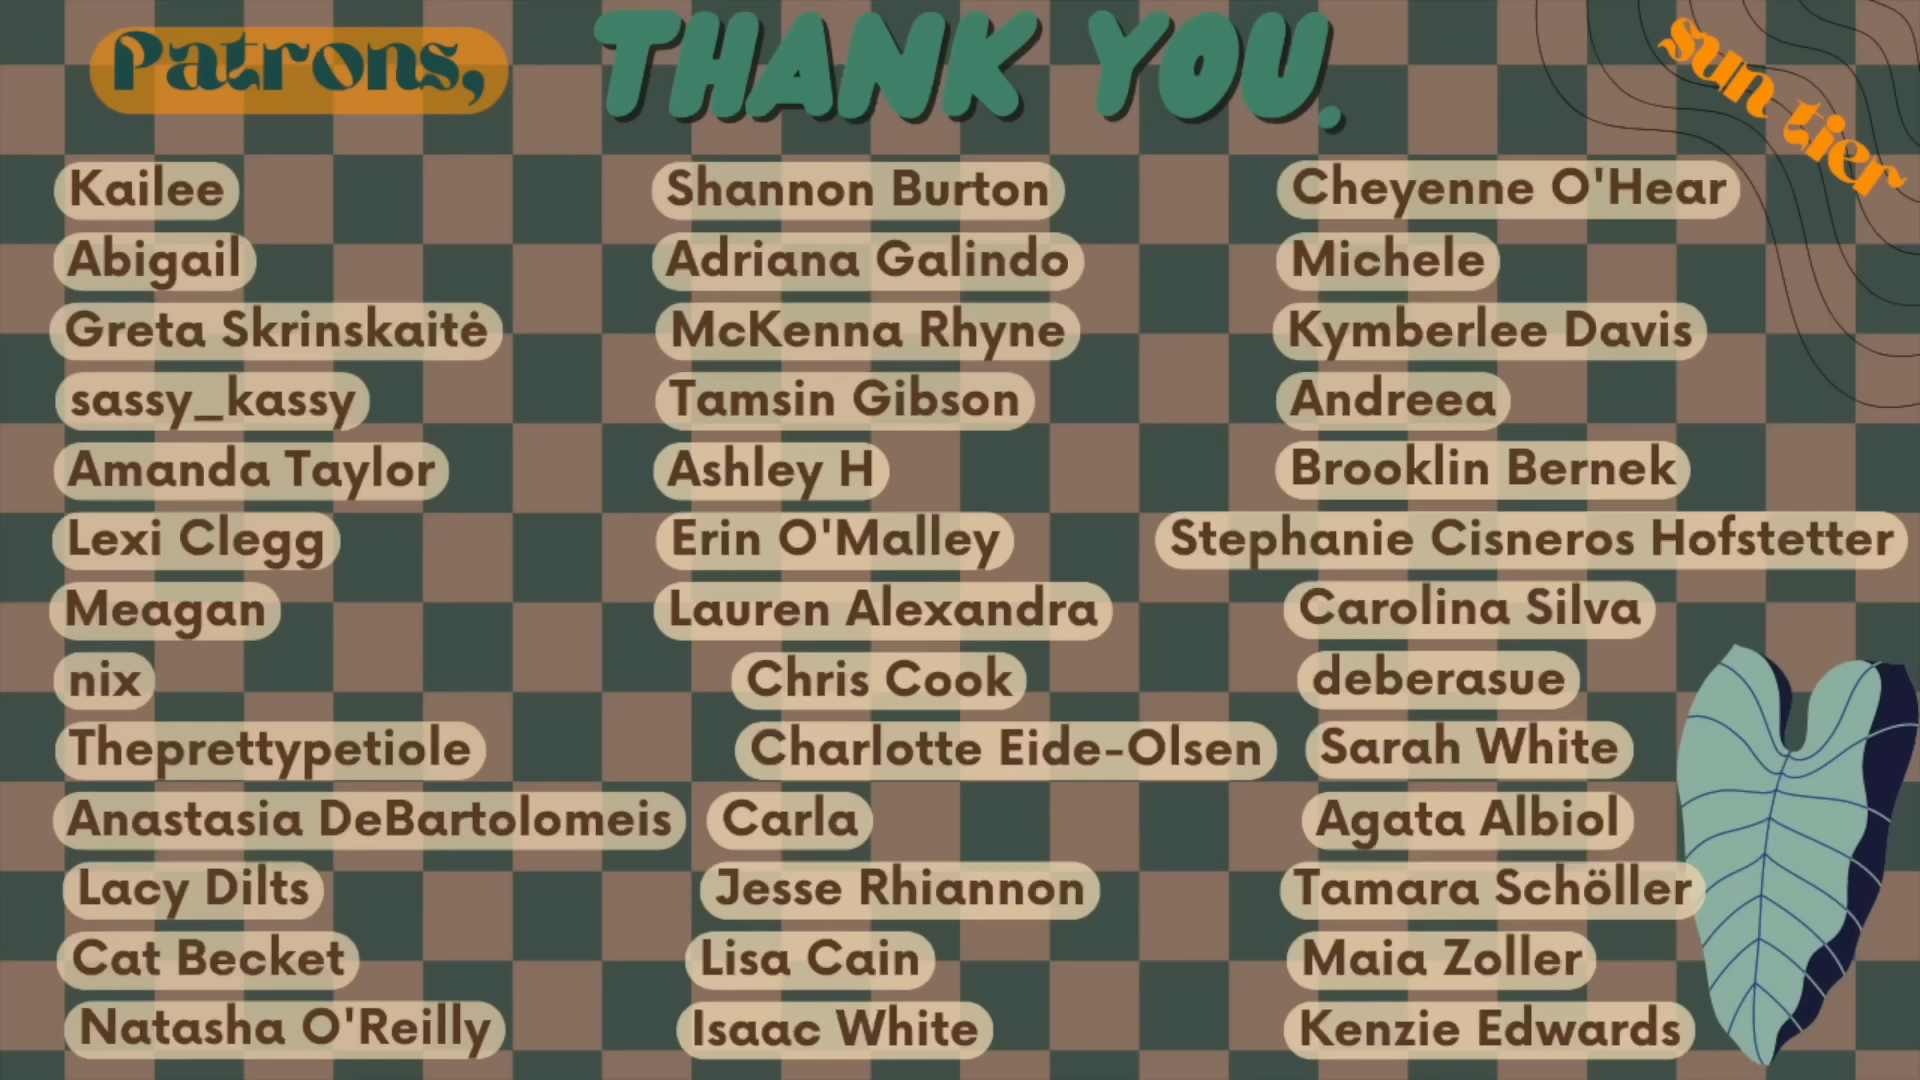 Patrons,
THANK YOU.
sun tier
Kailee
Abigail
Greta Skrinskaitė
sassy_kassy
Amanda Taylor
Lexi Clegg
Meagan
nix
Theprettypetiole
Anastasia DeBartolomeis
Lacy Dilts
Cat Becket
Natasha O'Reilly
Shannon Burton
Adriana Galindo
McKenna Rhyne
Tamsin Gibson
Ashley H
Erin O'Malley
Lauren Alexandra
Chris Cook
Charlotte Eide-Olsen
Carla
Jesse Rhiannon
Lisa Cain
Isaac White
Cheyenne O'Hear
Michele
Kymberlee Davis
Andreea
Brooklin Bernek
Stephanie Cisneros Hofstetter
Carolina Silva
deberasue
Sarah White
Agata Albiol
Tamara Schöller
Maia Zoller
Kenzie Edwards